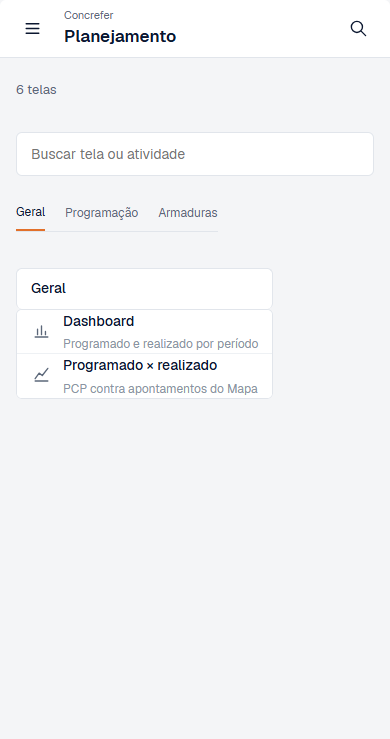 Concrefer
Planejamento
6 telas
Buscar tela ou atividade
Geral Programação Armaduras
Geral
Dashboard
Programado e realizado por período
Programado × realizado
PCP contra apontamentos do Mapa